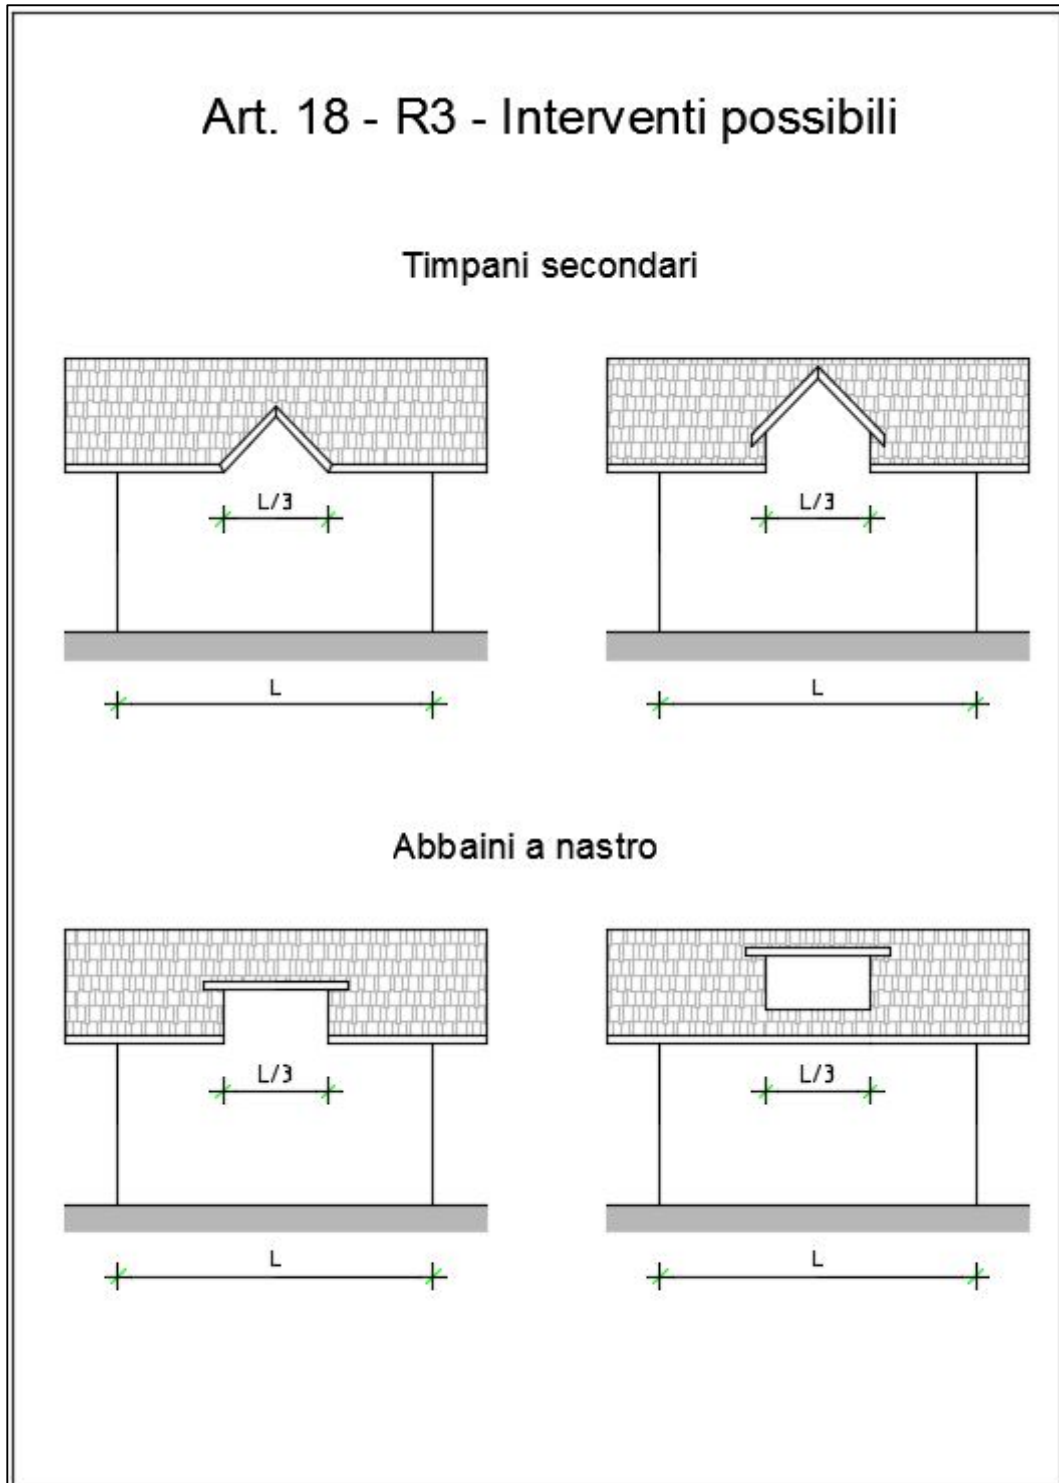 Art. 18 - R3 - Interventi possibili
Timpani secondari
L/3
L/3
L
L
Abbaini a nastro
L/3
L/3
L
L